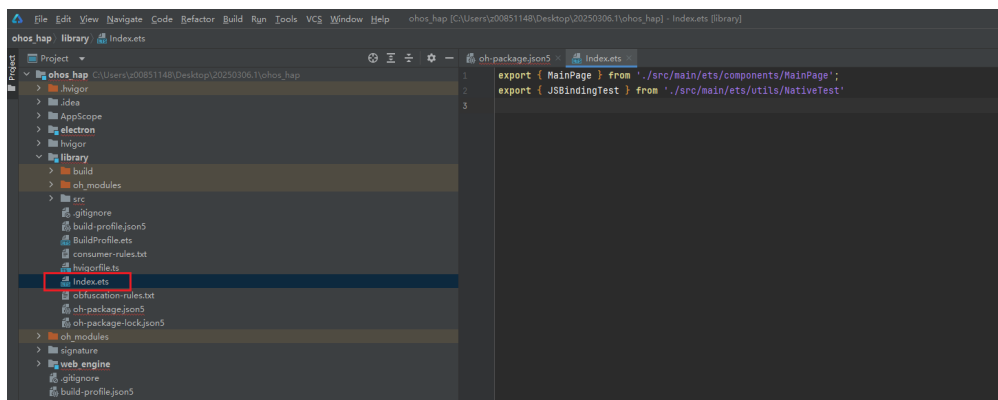 File Edit View Navigate Code Refactor Build Run Tools VCS Window Help ohos_hap [C:\Users\z00851148\Desktop\20250306.1\ohos_hap] - Index.ets [library]
ohos_hap library Index.ets
Project
Project
oh-package.json5 Index.ets
ohos_hap C:\Users\z00851148\Desktop\20250306.1\ohos_hap
.hvigor
.idea
AppScope
electron
hvigor
library
build
oh_modules
src
.gitignore
build-profile.json5
BuildProfile.ets
consumer-rules.txt
hvigorfile.ts
Index.ets
obfuscation-rules.txt
oh-package.json5
oh-package-lock.json5
oh_modules
signature
web_engine
.gitignore
build-profile.json5
1 export { MainPage } from './src/main/ets/components/MainPage';
2 export { JSBindingTest } from './src/main/ets/utils/NativeTest'
3